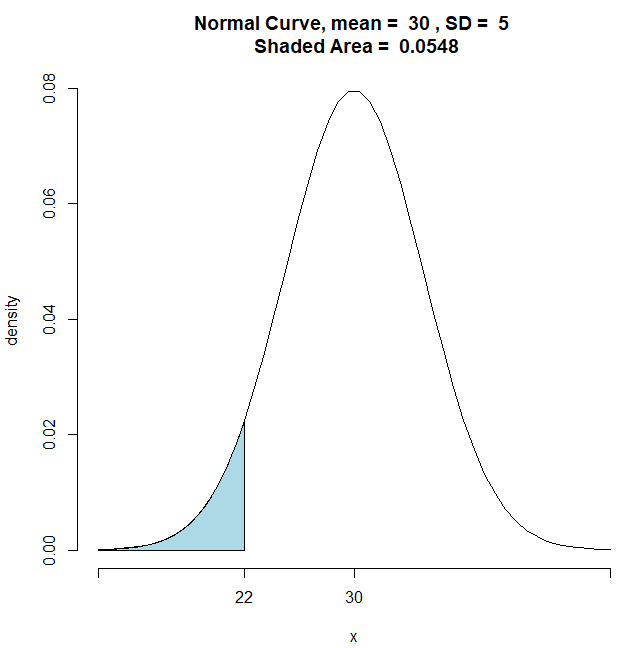 Normal Curve, mean =  30 , SD =  5
Shaded Area =  0.0548
density
0.08
0.06
0.04
0.02
0.00
22
30
x